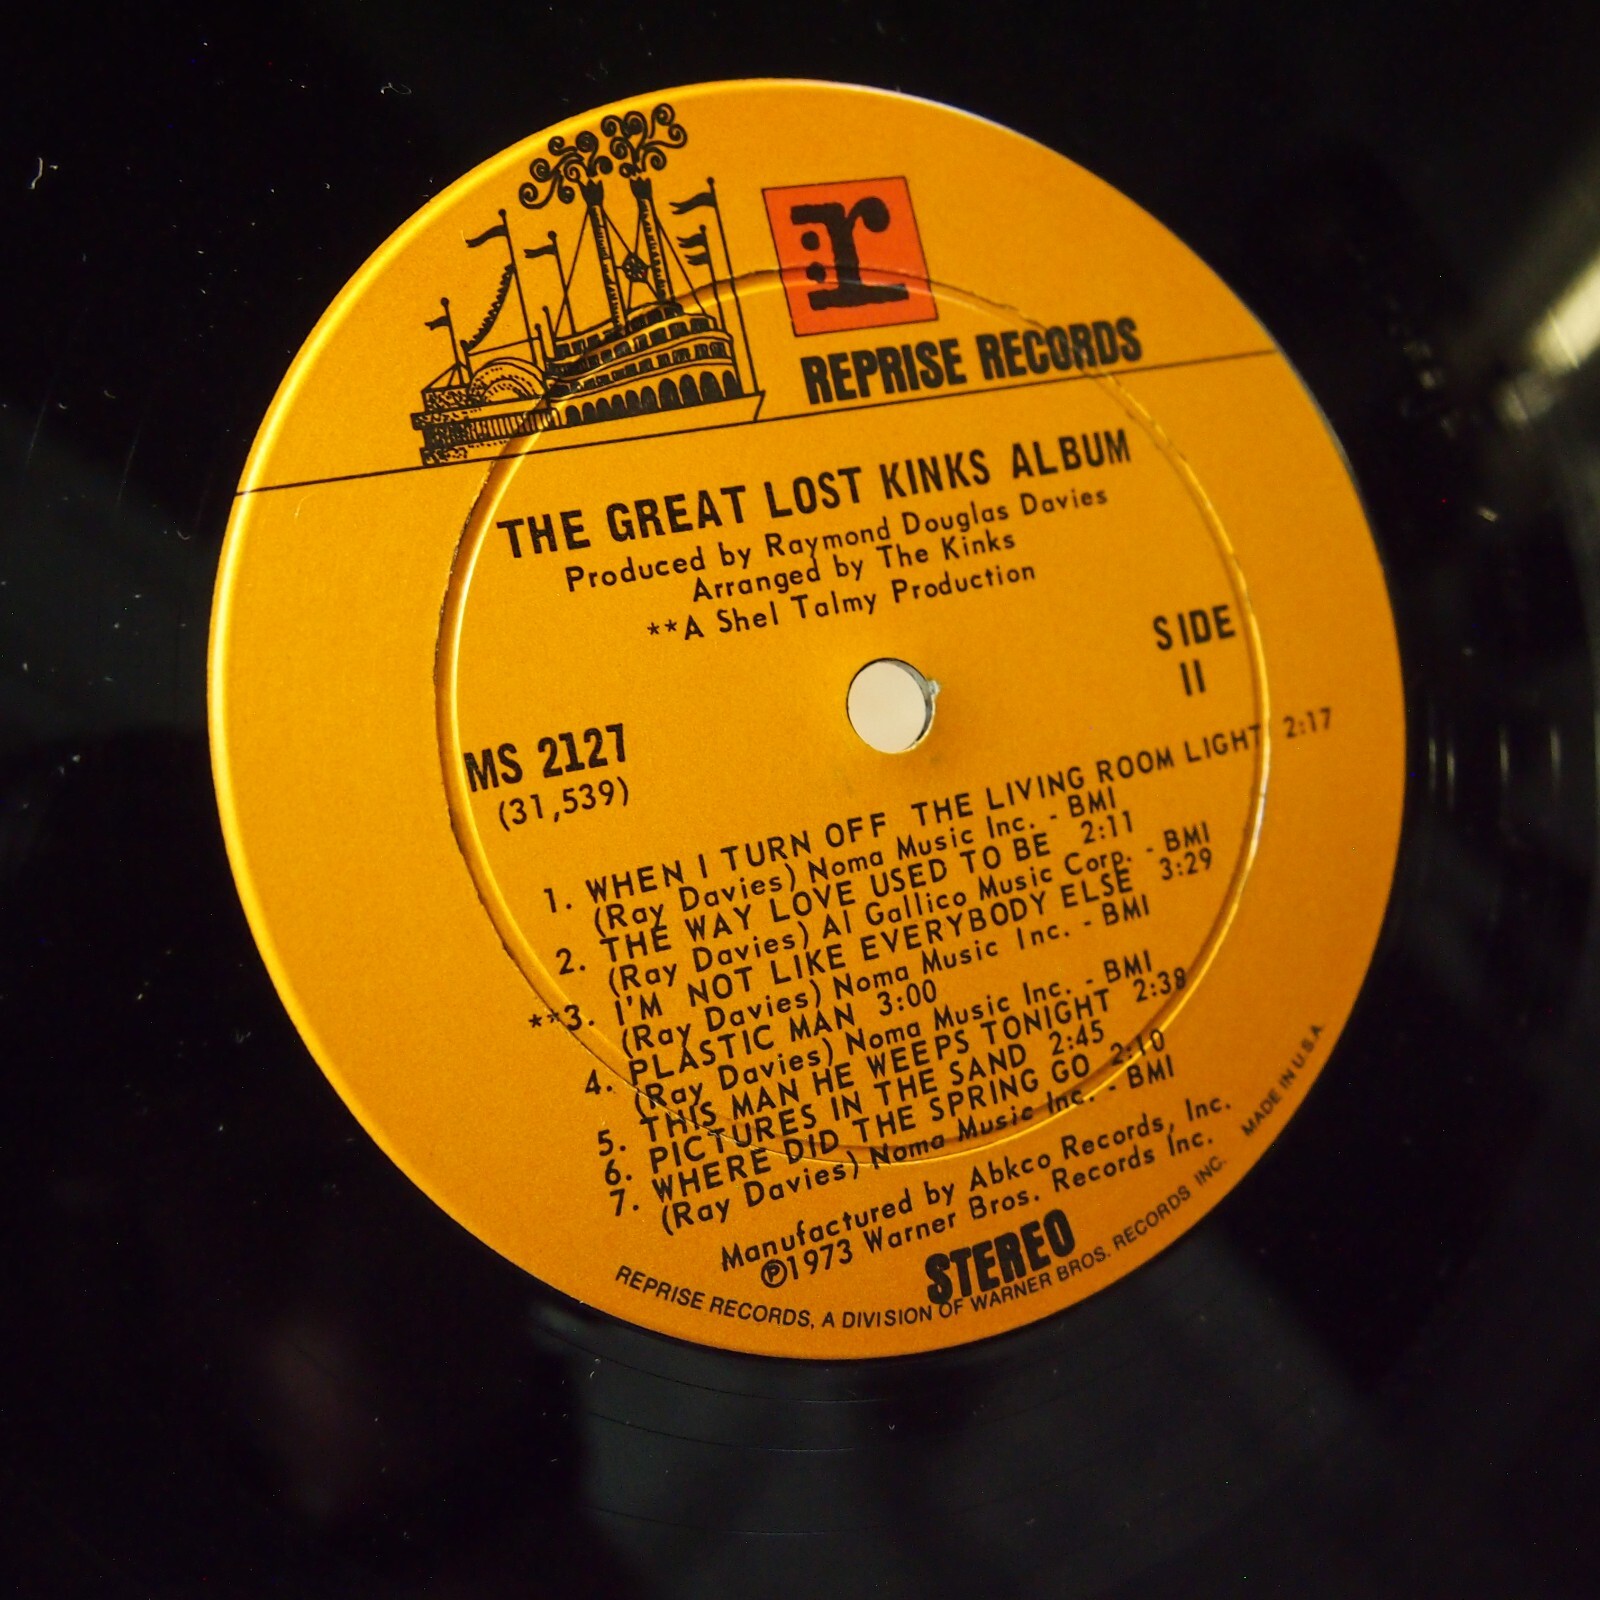 r
REPRISE RECORDS
THE GREAT LOST KINKS ALBUM
Produced by Raymond Douglas Davies
Arranged by The Kinks
**A Shel Talmy Production
SIDE
II
MS 2127
(31,539)
1. WHEN I TURN OFF THE LIVING ROOM LIGHT 2:17
(Ray Davies) Noma Music Inc. - BMI
2. THE WAY LOVE USED TO BE 2:11
(Ray Davies) Al Gallico Music Corp. - BMI
**3. I'M NOT LIKE EVERYBODY ELSE 3:29
(Ray Davies) Noma Music Inc. - BMI
4. PLASTIC MAN 3:00
(Ray Davies) Noma Music Inc. - BMI
5. THIS MAN HE WEEPS TONIGHT 2:38
6. PICTURES IN THE SAND 2:45
7. WHERE DID THE SPRING GO 2:10
(Ray Davies) Noma Music Inc. - BMI
Manufactured by Abkco Records, Inc.
℗1973 Warner Bros. Records Inc.
STEREO
REPRISE RECORDS, A DIVISION OF WARNER BROS. RECORDS INC. MADE IN U.S.A.